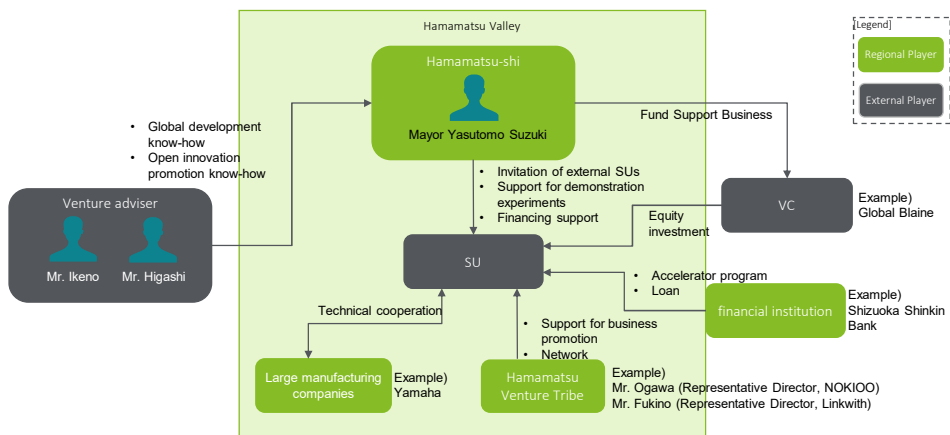 Hamamatsu Valley
[Legend]
Regional Player
External Player
Hamamatsu-shi
Mayor Yasutomo Suzuki
Fund Support Business
• Global development
know-how
• Open innovation
promotion know-how
• Invitation of external SUs
• Support for demonstration
experiments
• Financing support
Venture adviser
Mr. Ikeno
Mr. Higashi
VC
Example)
Global Blaine
Equity
investment
SU
• Accelerator program
• Loan
financial institution
Example)
Shizuoka Shinkin
Bank
Technical cooperation
• Support for business
promotion
• Network
Large manufacturing
companies
Example)
Yamaha
Hamamatsu
Venture Tribe
Example)
Mr. Ogawa (Representative Director, NOKIOO)
Mr. Fukino (Representative Director, Linkwith)